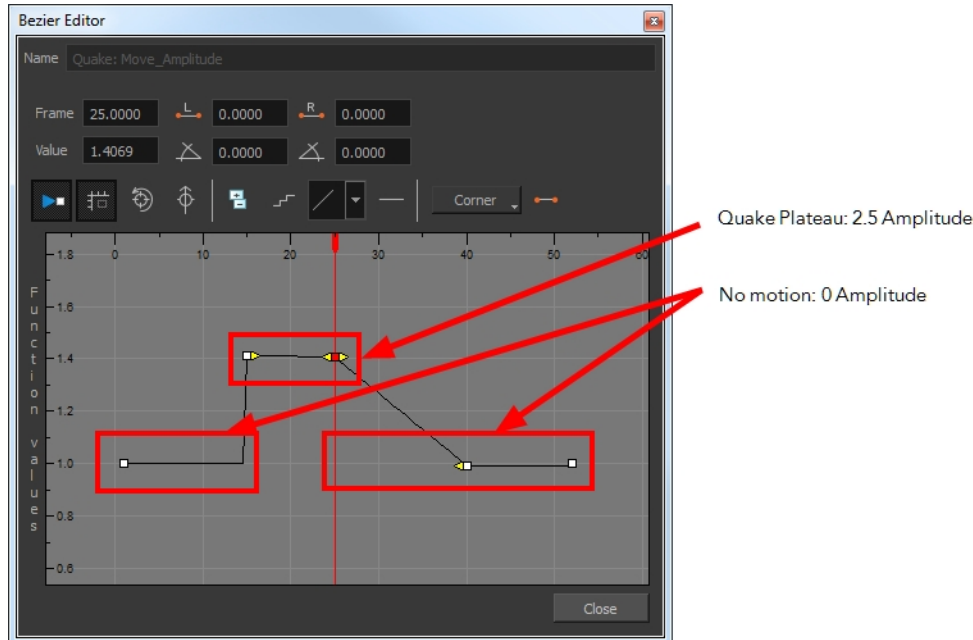 Bezier Editor
Name Quake: Move_Amplitude
Frame 25.0000 L 0.0000 R 0.0000
Value 1.4069 0.0000 0.0000
Corner
Quake Plateau: 2.5 Amplitude
No motion: 0 Amplitude
0 10 20 30 40 50 60
Function values
1.8
1.6
1.4
1.2
1.0
0.8
0.6
Close